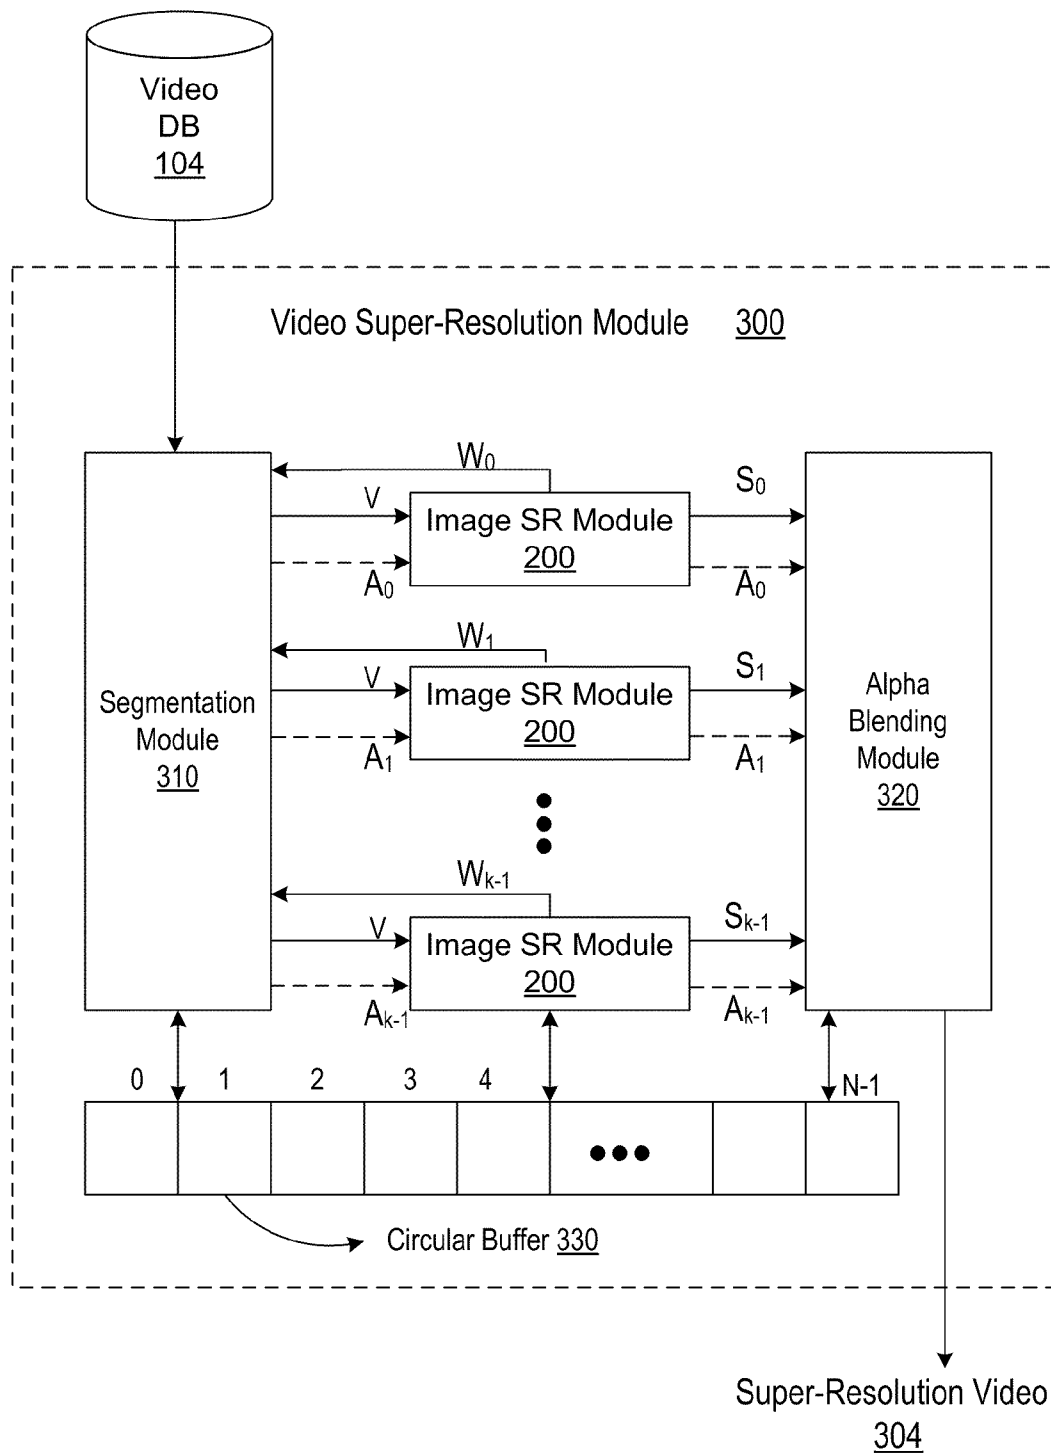 Video
DB
104
Video Super-Resolution Module 300
W0
V
Image SR Module
200
A0
S0
A0
W1
V
Image SR Module
200
A1
S1
A1
Segmentation
Module
310
Alpha
Blending
Module
320
Wk-1
V
Image SR Module
200
Ak-1
Sk-1
Ak-1
0 1 2 3 4 N-1
Circular Buffer 330
Super-Resolution Video
304